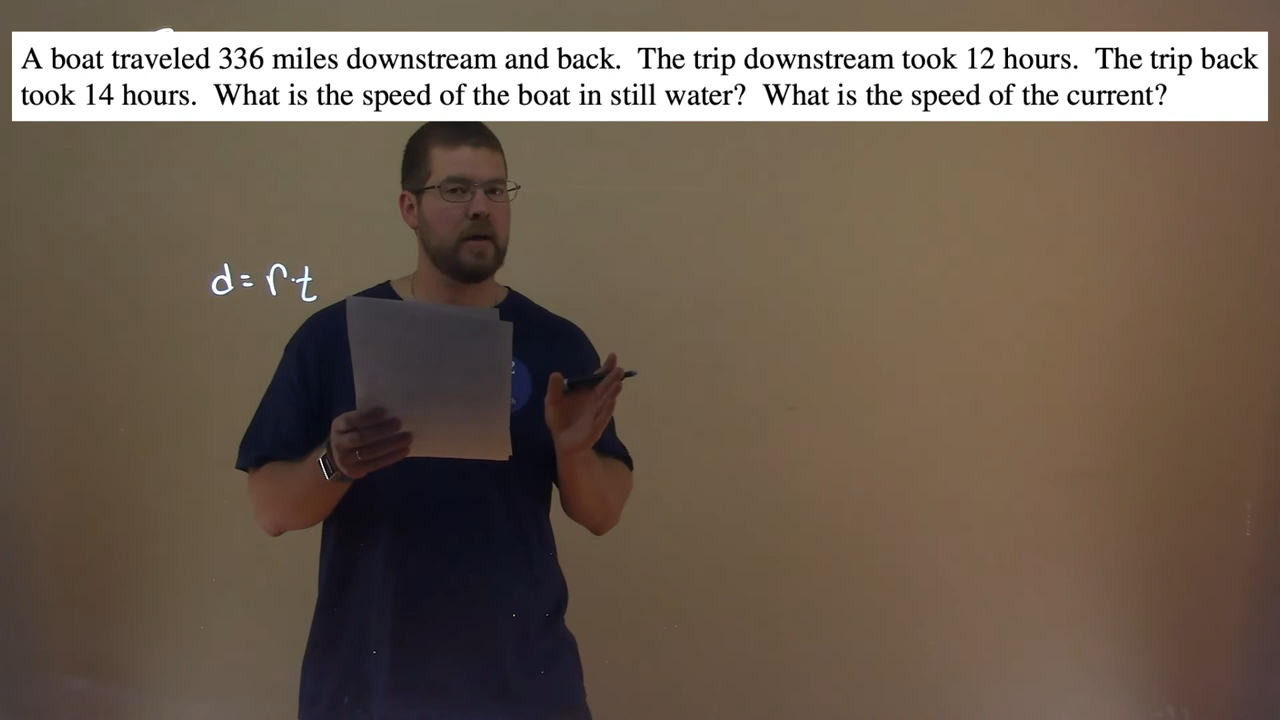 A boat traveled 336 miles downstream and back. The trip downstream took 12 hours. The trip back
took 14 hours. What is the speed of the boat in still water? What is the speed of the current?
d=r·t